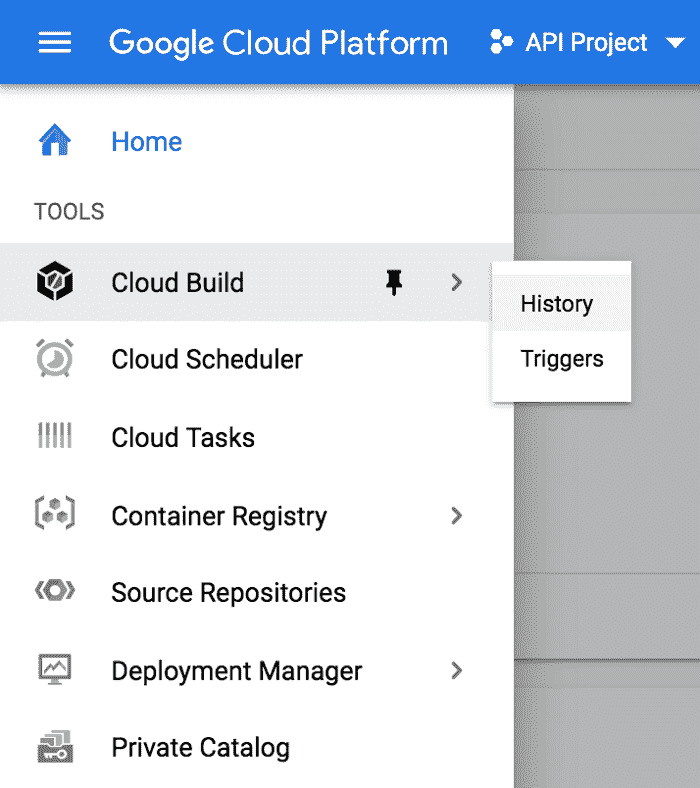 Google Cloud Platform API Project
Home
TOOLS
Cloud Build
History
Triggers
Cloud Scheduler
Cloud Tasks
Container Registry
Source Repositories
Deployment Manager
Private Catalog